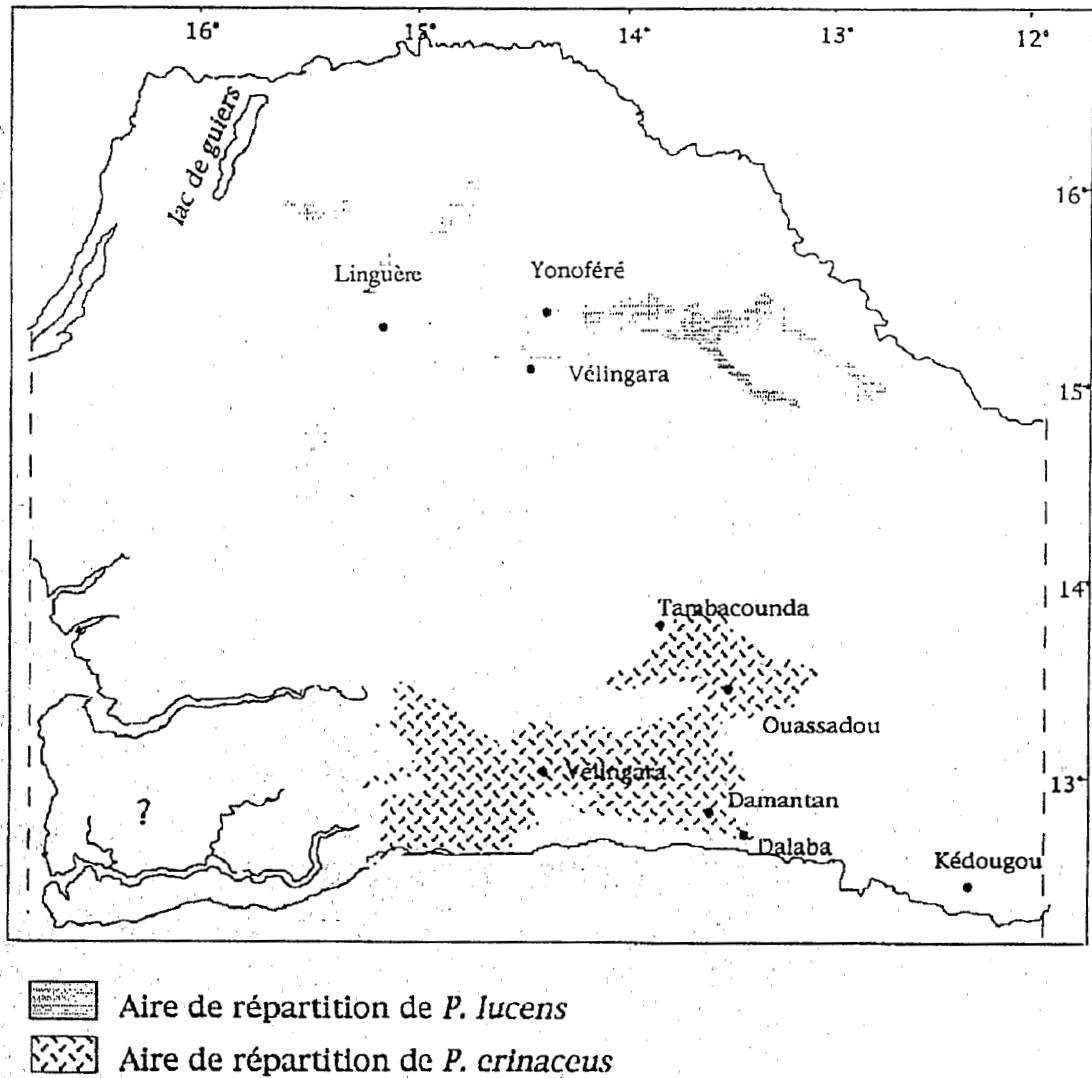 16° 15° 14° 13° 12°
lac de guiers
16°
Linguère Yonoféré
Vélingara
15°
14°
Tambacounda
Ouassadou
Vélingara
13°
?
Damantan
Dalaba
Kédougou
Aire de répartition de P. lucens
Aire de répartition de P. erinaceus